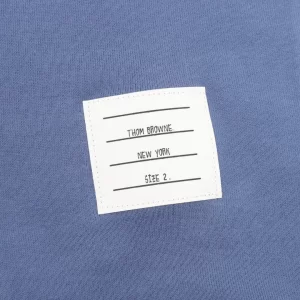 THOM BROWNE
NEW YORK
SIZE 2.